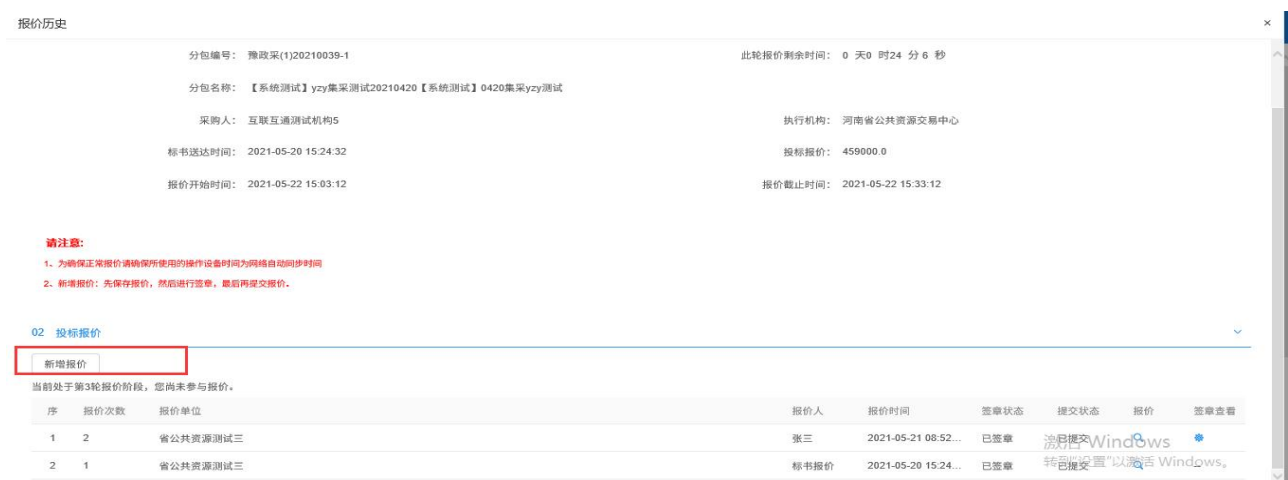 报价历史 ×
分包编号： 豫政采(1)20210039-1 此轮报价剩余时间： 0 天0 时24 分6 秒
分包名称： 【系统测试】yzy集采测试20210420【系统测试】0420集采yzy测试
采购人： 互联互通测试机构5 执行机构： 河南省公共资源交易中心
标书送达时间： 2021-05-20 15:24:32 投标报价： 459000.0
报价开始时间： 2021-05-22 15:03:12 报价截止时间： 2021-05-22 15:33:12
请注意:
1、为确保正常报价请确保所使用的操作设备时间为网络自动同步时间
2、新增报价：先保存报价，然后进行签章，最后再提交报价。
02 投标报价
新增报价
当前处于第3轮报价阶段，您尚未参与报价。
序 报价次数 报价单位 报价人 报价时间 签章状态 提交状态 报价 签章查看
1 2 省公共资源测试三 张三 2021-05-21 08:52... 已签章 已提交
激活 Windows
2 1 省公共资源测试三 标书报价 2021-05-20 15:24... 已签章 已提交 --
转到"设置"以激活 Windows。